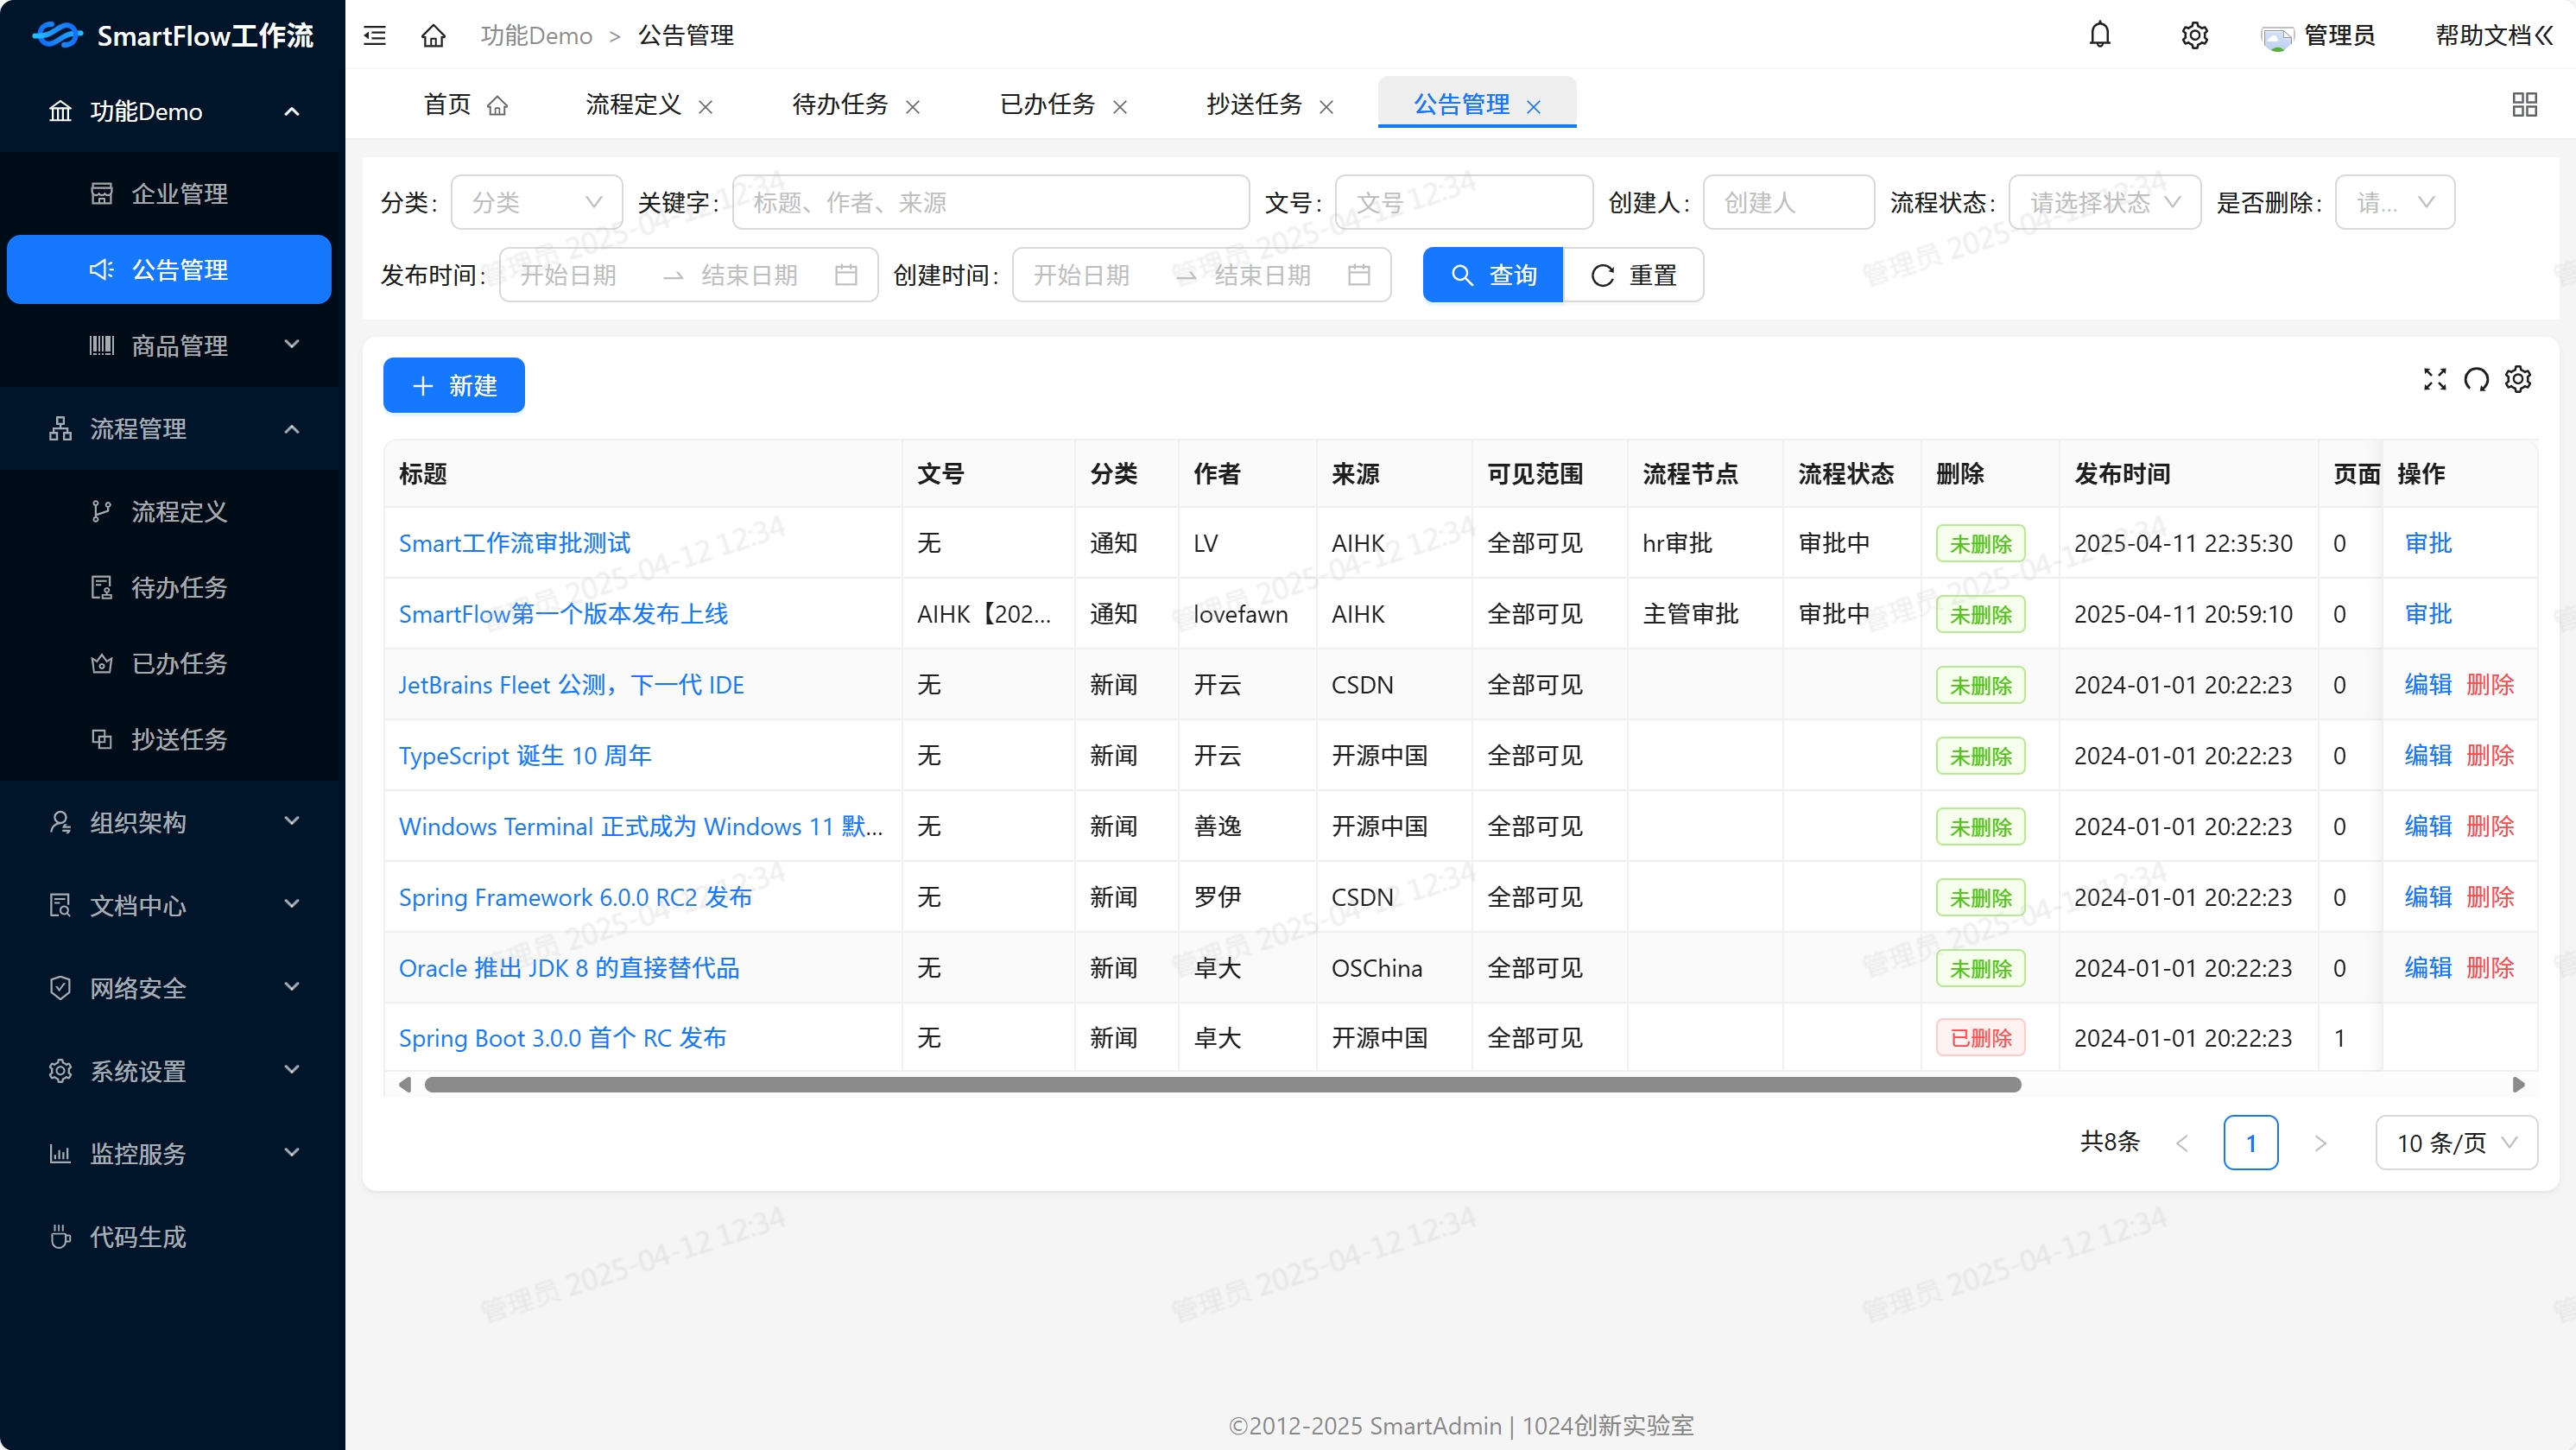 SmartFlow工作流
功能Demo > 公告管理
管理员 帮助文档
功能Demo
企业管理
公告管理
商品管理
流程管理
流程定义
待办任务
已办任务
抄送任务
组织架构
文档中心
网络安全
系统设置
监控服务
代码生成
首页 流程定义 待办任务 已办任务 抄送任务 公告管理
分类: 分类 关键字: 标题、作者、来源 文号: 文号 创建人: 创建人 流程状态: 请选择状态 是否删除: 请...
发布时间: 开始日期 结束日期 创建时间: 开始日期 结束日期 查询 重置
新建
标题 文号 分类 作者 来源 可见范围 流程节点 流程状态 删除 发布时间 页面 操作
Smart工作流审批测试 无 通知 LV AIHK 全部可见 hr审批 审批中 未删除 2025-04-11 22:35:30 0 审批
SmartFlow第一个版本发布上线 AIHK【202... 通知 lovefawn AIHK 全部可见 主管审批 审批中 未删除 2025-04-11 20:59:10 0 审批
JetBrains Fleet 公测，下一代 IDE 无 新闻 开云 CSDN 全部可见 未删除 2024-01-01 20:22:23 0 编辑 删除
TypeScript 诞生 10 周年 无 新闻 开云 开源中国 全部可见 未删除 2024-01-01 20:22:23 0 编辑 删除
Windows Terminal 正式成为 Windows 11 默... 无 新闻 善逸 开源中国 全部可见 未删除 2024-01-01 20:22:23 0 编辑 删除
Spring Framework 6.0.0 RC2 发布 无 新闻 罗伊 CSDN 全部可见 未删除 2024-01-01 20:22:23 0 编辑 删除
Oracle 推出 JDK 8 的直接替代品 无 新闻 卓大 OSChina 全部可见 未删除 2024-01-01 20:22:23 0 编辑 删除
Spring Boot 3.0.0 首个 RC 发布 无 新闻 卓大 开源中国 全部可见 已删除 2024-01-01 20:22:23 1
共8条 1 10 条/页
管理员 2025-04-12 12:34
管理员 2025-04-12 12:34
管理员 2025-04-12 12:34
©2012-2025 SmartAdmin | 1024创新实验室